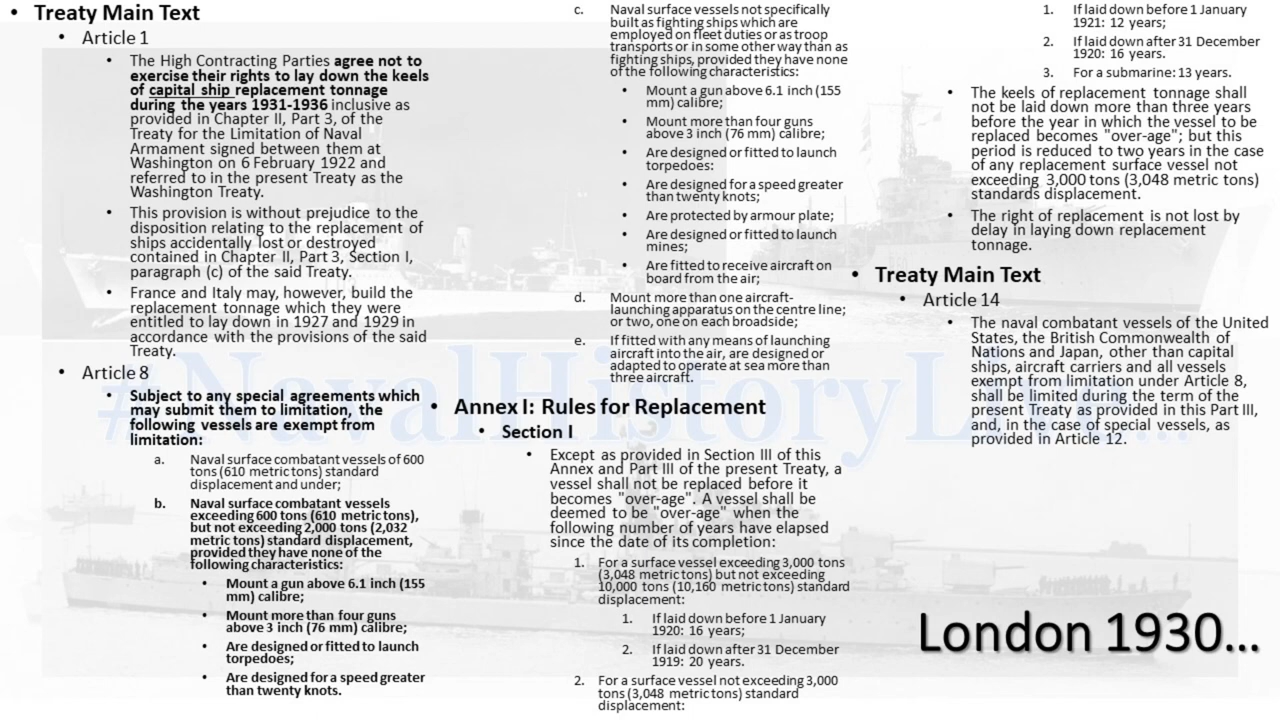 • Treaty Main Text
• Article 1
• The High Contracting Parties agree not to
exercise their rights to lay down the keels
of capital ship replacement tonnage
during the years 1931-1936 inclusive as
provided in Chapter II, Part 3, of the
Treaty for the Limitation of Naval
Armament signed between them at
Washington on 6 February 1922 and
referred to in the present Treaty as the
Washington Treaty.
• This provision is without prejudice to the
disposition relating to the replacement of
ships accidentally lost or destroyed
contained in Chapter II, Part 3, Section I,
paragraph (c) of the said Treaty.
• France and Italy may, however, build the
replacement tonnage which they were
entitled to lay down in 1927 and 1929 in
accordance with the provisions of the said
Treaty.
• Article 8
• Subject to any special agreements which
may submit them to limitation, the
following vessels are exempt from
limitation:
a. Naval surface combatant vessels of 600
tons (610 metric tons) standard
displacement and under;
b. Naval surface combatant vessels
exceeding 600 tons (610 metric tons),
but not exceeding 2,000 tons (2,032
metric tons) standard displacement,
provided they have none of the
following characteristics:
• Mount a gun above 6.1 inch (155
mm) calibre;
• Mount more than four guns
above 3 inch (76 mm) calibre;
• Are designed or fitted to launch
torpedoes;
• Are designed for a speed greater
than twenty knots.
c. Naval surface vessels not specifically
built as fighting ships which are
employed on fleet duties or as troop
transports or in some other way than as
fighting ships, provided they have none
of the following characteristics:
• Mount a gun above 6.1 inch (155
mm) calibre;
• Mount more than four guns
above 3 inch (76 mm) calibre;
• Are designed or fitted to launch
torpedoes:
• Are designed for a speed greater
than twenty knots;
• Are protected by armour plate;
• Are designed or fitted to launch
mines;
• Are fitted to receive aircraft on
board from the air;
d. Mount more than one aircraft-
launching apparatus on the centre line;
or two, one on each broadside;
e. If fitted with any means of launching
aircraft into the air, are designed or
adapted to operate at sea more than
three aircraft.
• Annex I: Rules for Replacement
• Section I
• Except as provided in Section III of this
Annex and Part III of the present Treaty, a
vessel shall not be replaced before it
becomes "over-age". A vessel shall be
deemed to be "over-age" when the
following number of years have elapsed
since the date of its completion:
1. For a surface vessel exceeding 3,000 tons
(3,048 metric tons) but not exceeding
10,000 tons (10,160 metric tons) standard
displacement:
1. If laid down before 1 January
1920: 16 years;
2. If laid down after 31 December
1919: 20 years.
2. For a surface vessel not exceeding 3,000
tons (3,048 metric tons) standard
displacement:
1. If laid down before 1 January
1921: 12 years;
2. If laid down after 31 December
1920: 16 years.
3. For a submarine: 13 years.
• The keels of replacement tonnage shall
not be laid down more than three years
before the year in which the vessel to be
replaced becomes "over-age"; but this
period is reduced to two years in the case
of any replacement surface vessel not
exceeding 3,000 tons (3,048 metric tons)
standards displacement.
• The right of replacement is not lost by
delay in laying down replacement
tonnage.
• Treaty Main Text
• Article 14
• The naval combatant vessels of the United
States, the British Commonwealth of
Nations and Japan, other than capital
ships, aircraft carriers and all vessels
exempt from limitation under Article 8,
shall be limited during the term of the
present Treaty as provided in this Part III,
and, in the case of special vessels, as
provided in Article 12.
London 1930...